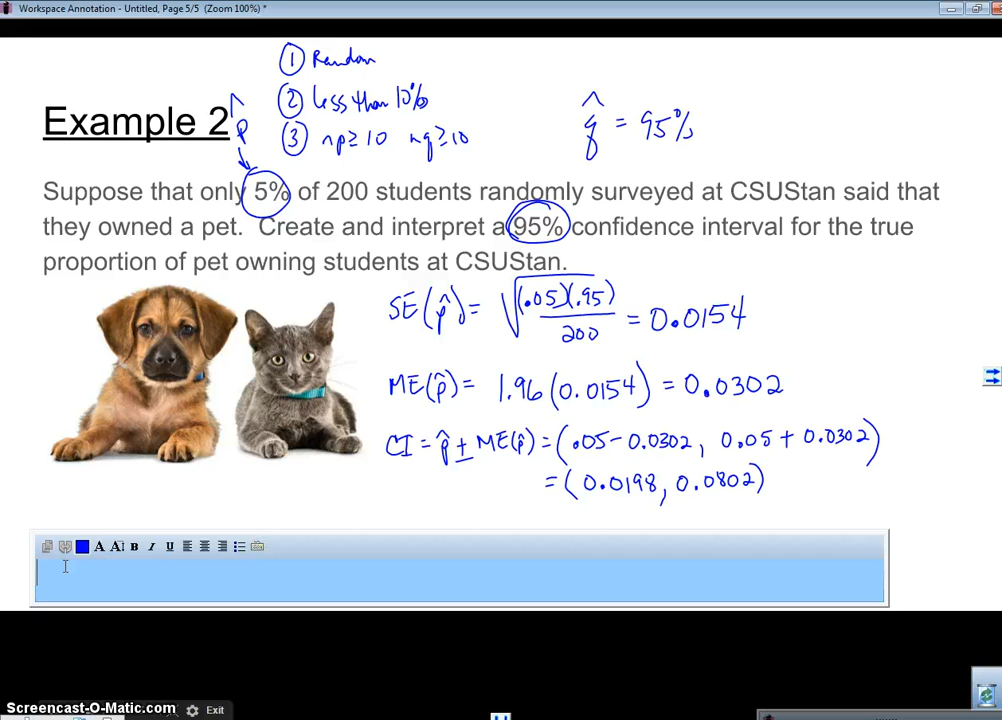 Workspace Annotation - Untitled, Page 5/5 (Zoom 100%) *
① Random
② less than 10%
③ np ≥ 10 nq ≥ 10
Example 2
p̂
q̂ = 95%
Suppose that only 5% of 200 students randomly surveyed at CSUStan said that
they owned a pet. Create and interpret a 95% confidence interval for the true
proportion of pet owning students at CSUStan.
SE(p̂) = √((.05)(.95)/200) = 0.0154
ME(p̂) = 1.96(0.0154) = 0.0302
CI = p̂ ± ME(p̂) = (.05 - 0.0302, 0.05 + 0.0302)
= (0.0198, 0.0802)
A A B I U
Screencast-O-Matic.com Exit